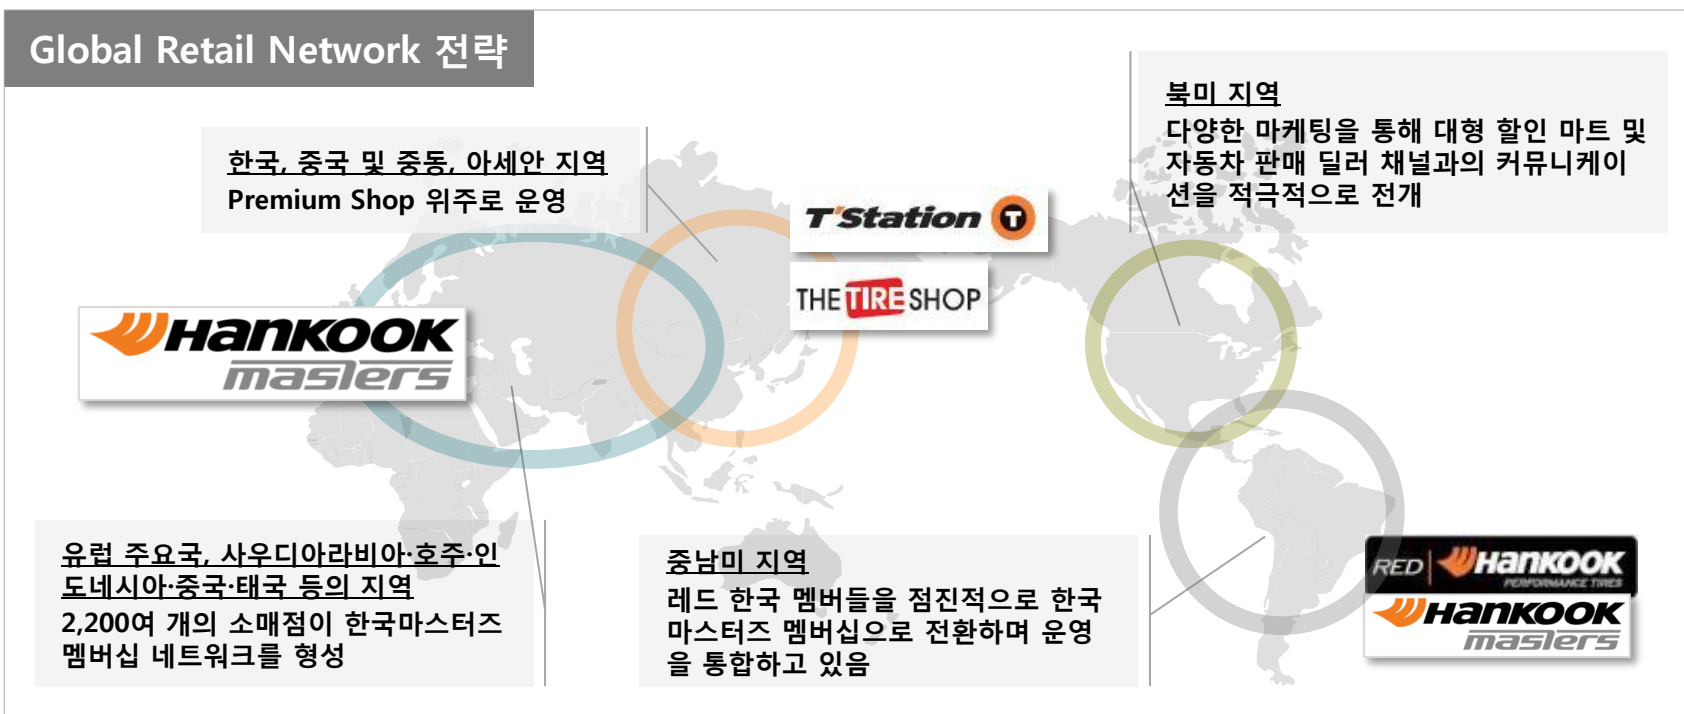 Global Retail Network 전략
한국, 중국 및 중동, 아세안 지역
Premium Shop 위주로 운영
북미 지역
다양한 마케팅을 통해 대형 할인 마트 및
자동차 판매 딜러 채널과의 커뮤니케이
션을 적극적으로 전개
T'Station T
THE TIRE SHOP
HANKOOK
masters
유럽 주요국, 사우디아라비아·호주·인
도네시아·중국·태국 등의 지역
2,200여 개의 소매점이 한국마스터즈
멤버십 네트워크를 형성
중남미 지역
레드 한국 멤버들을 점진적으로 한국
마스터즈 멤버십으로 전환하며 운영
을 통합하고 있음
RED HANKOOK
PERFORMANCE TIRES
HANKOOK
masters